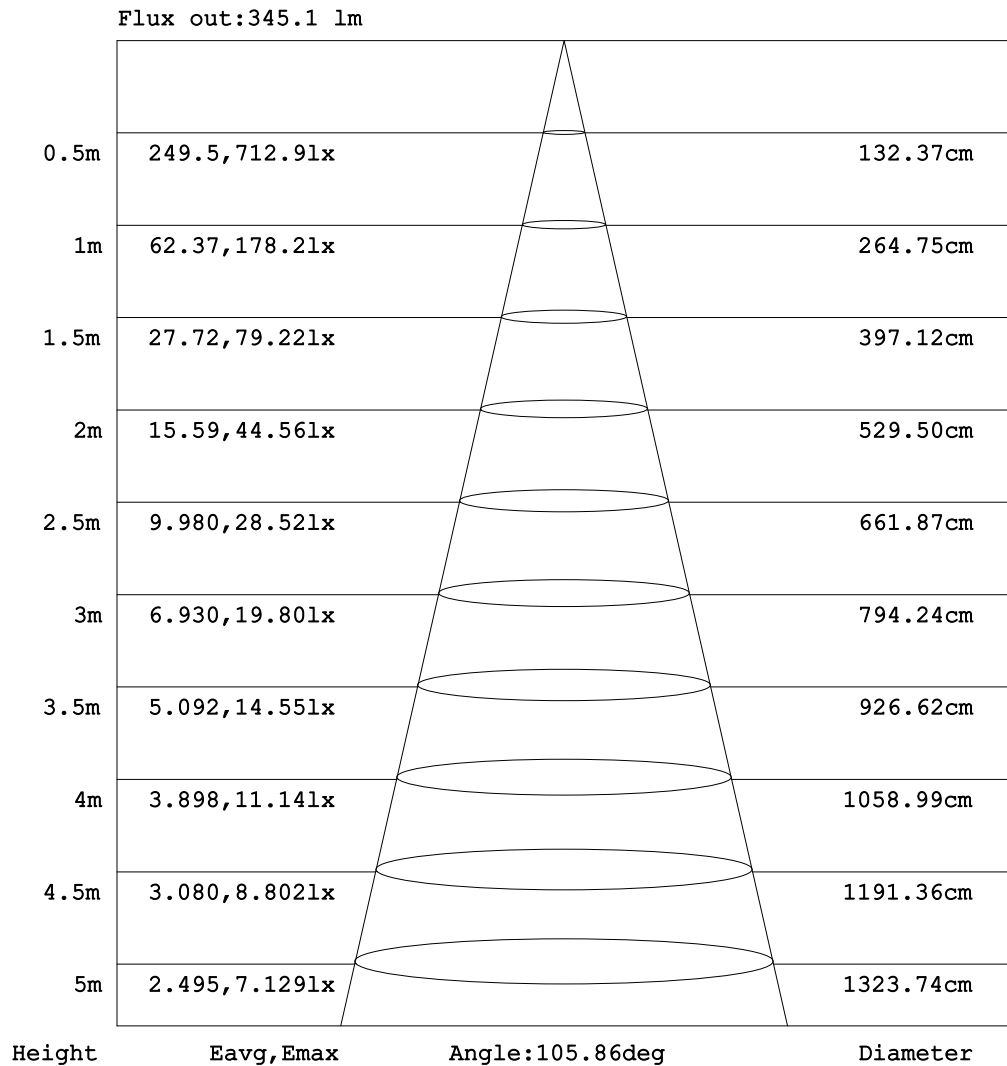 Flux out:345.1 lm
0.5m 249.5,712.9lx 132.37cm
1m 62.37,178.2lx 264.75cm
1.5m 27.72,79.22lx 397.12cm
2m 15.59,44.56lx 529.50cm
2.5m 9.980,28.52lx 661.87cm
3m 6.930,19.80lx 794.24cm
3.5m 5.092,14.55lx 926.62cm
4m 3.898,11.14lx 1058.99cm
4.5m 3.080,8.802lx 1191.36cm
5m 2.495,7.129lx 1323.74cm
Height Eavg,Emax Angle:105.86deg Diameter